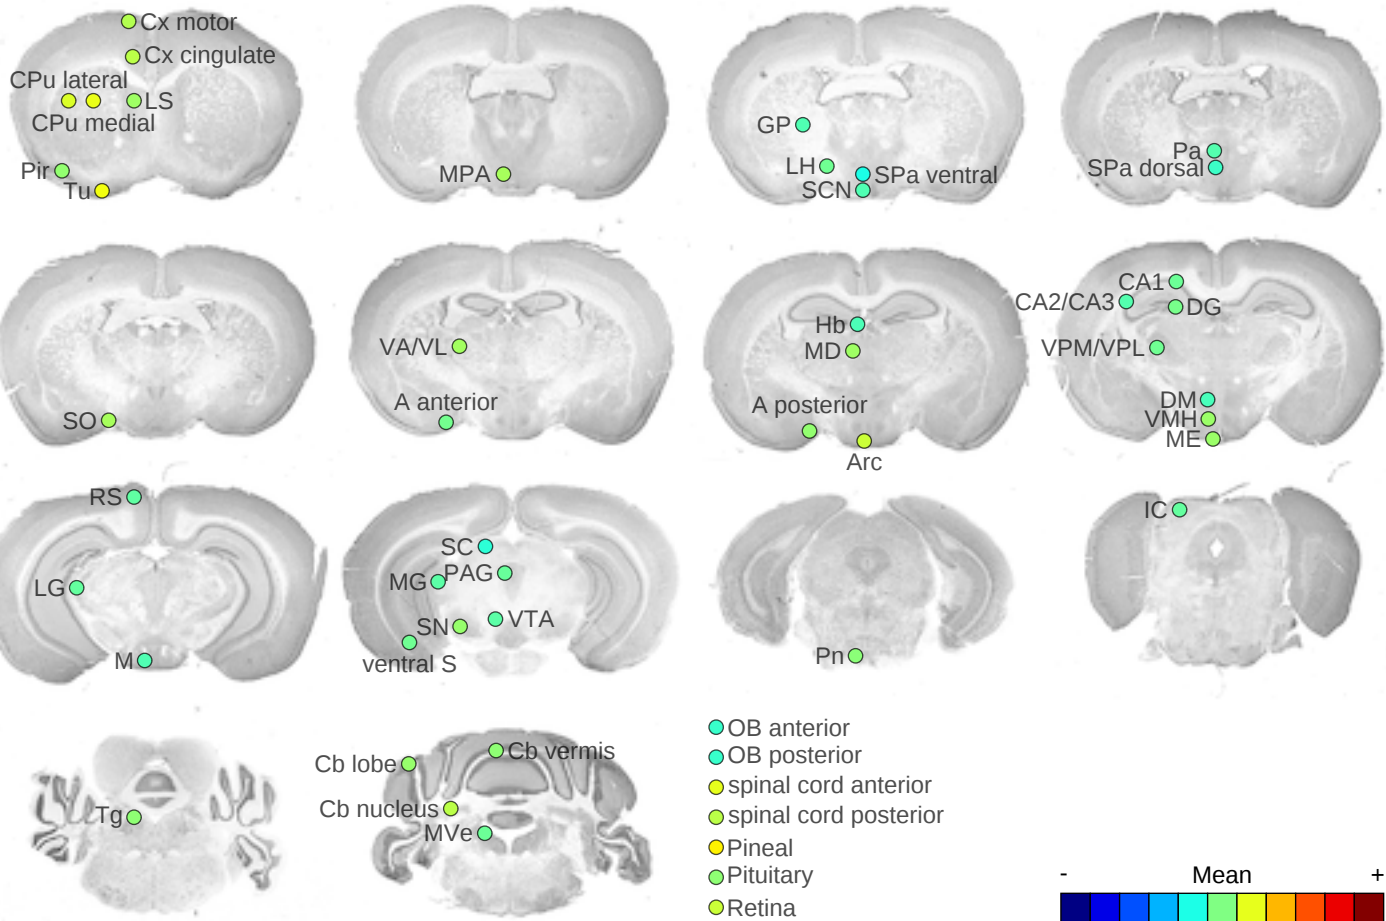 Cx motor
Cx cingulate
CPu lateral
LS
CPu medial
Pir
Tu
MPA
GP
LH
SPa ventral
SCN
Pa
SPa dorsal
SO
VA/VL
A anterior
Hb
MD
A posterior
Arc
CA1
CA2/CA3
DG
VPM/VPL
DM
VMH
ME
RS
LG
M
SC
PAG
MG
VTA
SN
ventral S
Pn
IC
Tg
Cb vermis
Cb lobe
Cb nucleus
MVe
OB anterior
OB posterior
spinal cord anterior
spinal cord posterior
Pineal
Pituitary
Retina
- Mean +